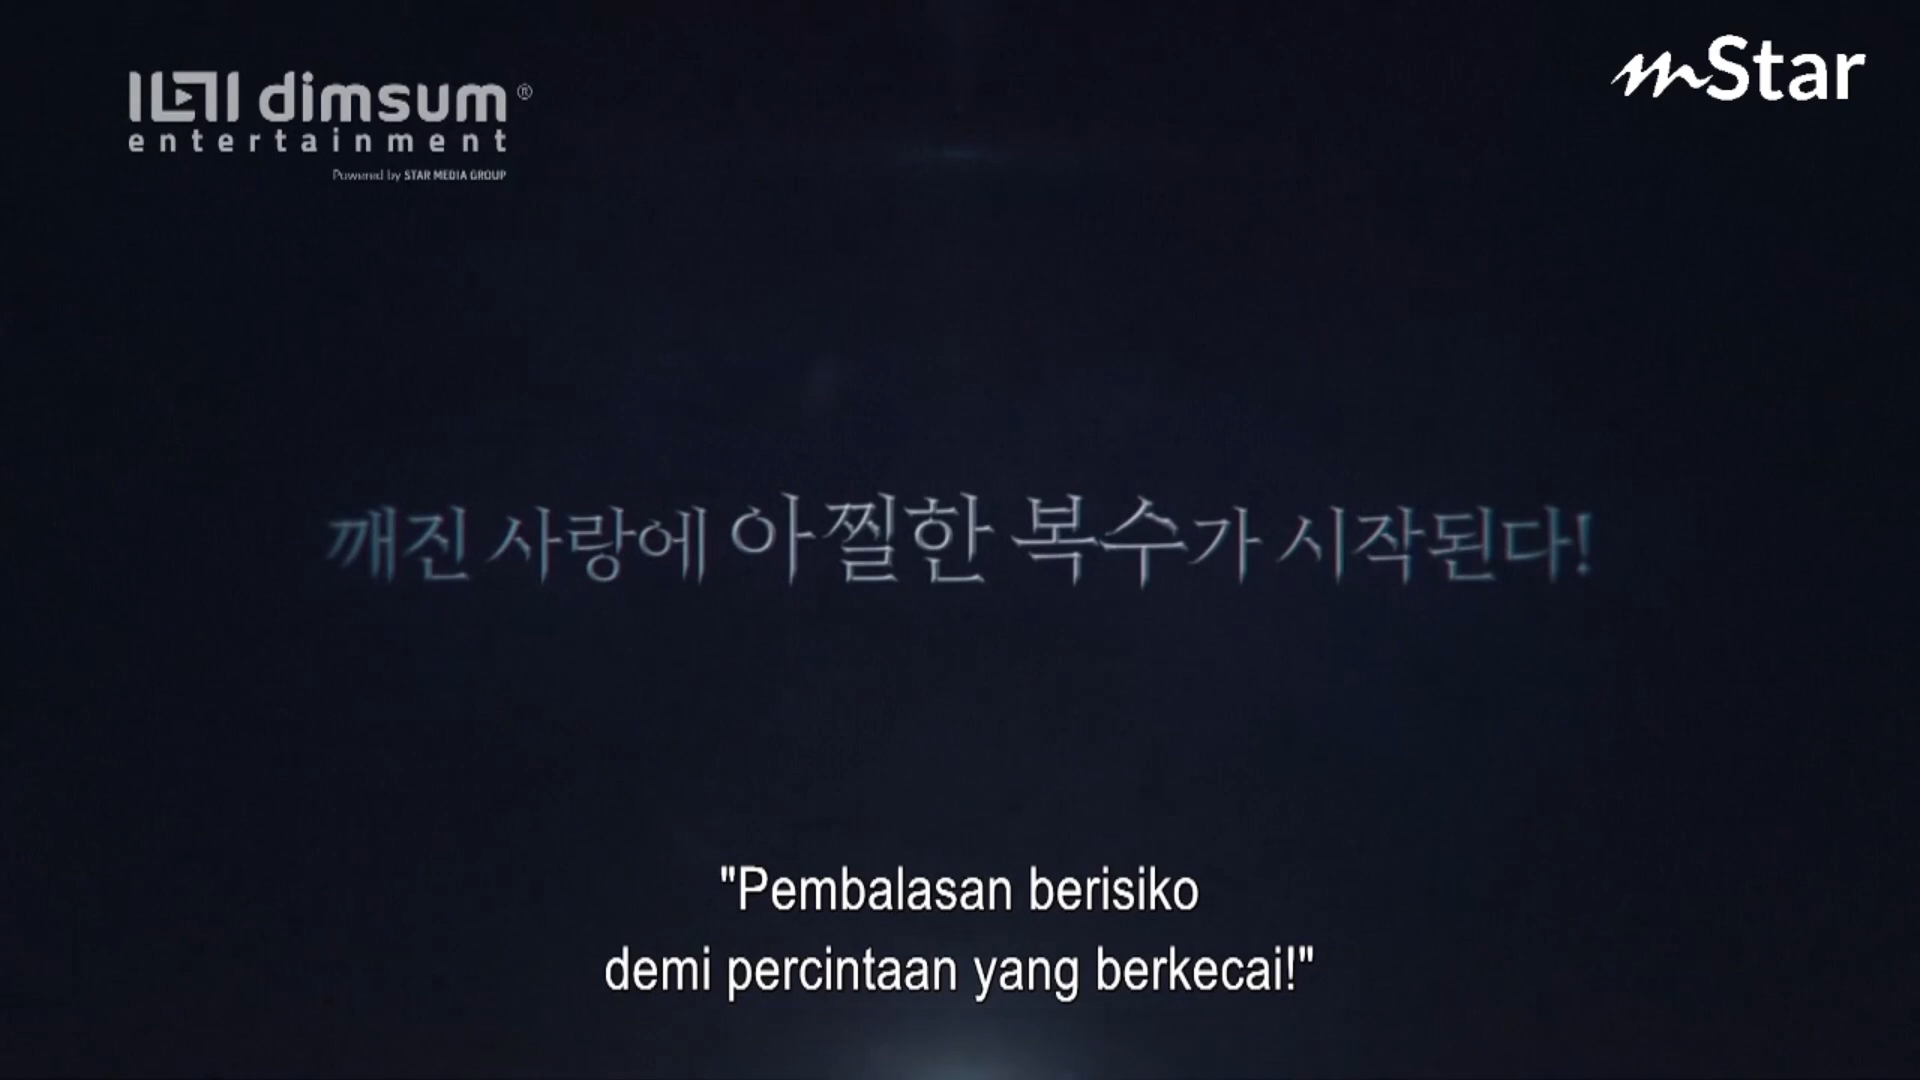 dimsum®
entertainment
Powered by STAR MEDIA GROUP
mStar
깨진 사랑에 아찔한 복수가 시작된다!
"Pembalasan berisiko
demi percintaan yang berkecai!"